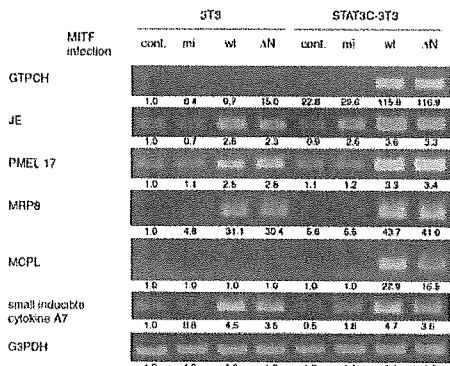 3T3 STAT3C-3T3
MITF infection cont. mi wt ΔN cont. mi wt ΔN
GTPCH
1.0 0.4 9.7 15.0 22.8 29.6 115.8 116.9
JE
1.0 0.7 2.6 2.3 0.9 2.6 3.6 3.3
PMEL 17
1.0 1.1 2.5 2.8 1.1 1.2 3.3 3.4
MRP8
1.0 4.8 31.1 30.4 5.8 6.5 43.7 41.0
MCPL
1.0 1.0 1.0 1.0 1.0 1.0 22.9 16.5
small inducible cytokine A7
1.0 0.8 4.5 3.5 0.5 1.8 4.7 3.6
G3PDH